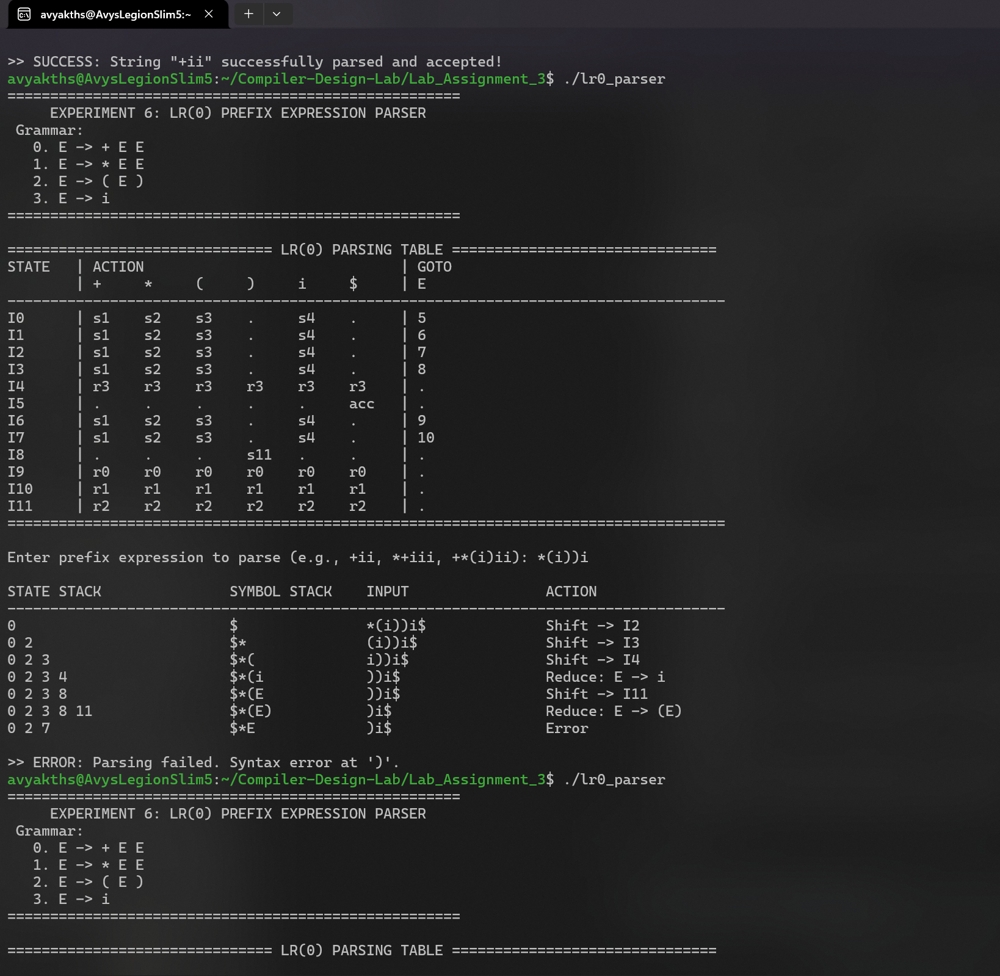 avyakths@AvysLegionSlim5:~
>> SUCCESS: String "+ii" successfully parsed and accepted!
avyakths@AvysLegionSlim5:~/Compiler-Design-Lab/Lab_Assignment_3$ ./lr0_parser
=====================================================
     EXPERIMENT 6: LR(0) PREFIX EXPRESSION PARSER
 Grammar:
   0. E -> + E E
   1. E -> * E E
   2. E -> ( E )
   3. E -> i
=====================================================
=============================== LR(0) PARSING TABLE ===============================
STATE   | ACTION                              | GOTO
        | +     *     (     )     i     $     | E
------------------------------------------------------------------------------------
I0      | s1    s2    s3    .     s4    .     | 5
I1      | s1    s2    s3    .     s4    .     | 6
I2      | s1    s2    s3    .     s4    .     | 7
I3      | s1    s2    s3    .     s4    .     | 8
I4      | r3    r3    r3    r3    r3    r3    | .
I5      | .     .     .     .     .     acc   | .
I6      | s1    s2    s3    .     s4    .     | 9
I7      | s1    s2    s3    .     s4    .     | 10
I8      | .     .     .     s11   .     .     | .
I9      | r0    r0    r0    r0    r0    r0    | .
I10     | r1    r1    r1    r1    r1    r1    | .
I11     | r2    r2    r2    r2    r2    r2    | .
====================================================================================
Enter prefix expression to parse (e.g., +ii, *+iii, +*(i)ii): *(i))i
STATE STACK               SYMBOL STACK    INPUT                ACTION
------------------------------------------------------------------------------------
0                         $               *(i))i$              Shift -> I2
0 2                       $*              (i))i$               Shift -> I3
0 2 3                     $*(             i))i$                Shift -> I4
0 2 3 4                   $*(i            ))i$                 Reduce: E -> i
0 2 3 8                   $*(E            ))i$                 Shift -> I11
0 2 3 8 11                $*(E)           )i$                  Reduce: E -> (E)
0 2 7                     $*E             )i$                  Error
>> ERROR: Parsing failed. Syntax error at ')'.
avyakths@AvysLegionSlim5:~/Compiler-Design-Lab/Lab_Assignment_3$ ./lr0_parser
=====================================================
     EXPERIMENT 6: LR(0) PREFIX EXPRESSION PARSER
 Grammar:
   0. E -> + E E
   1. E -> * E E
   2. E -> ( E )
   3. E -> i
=====================================================
=============================== LR(0) PARSING TABLE ===============================